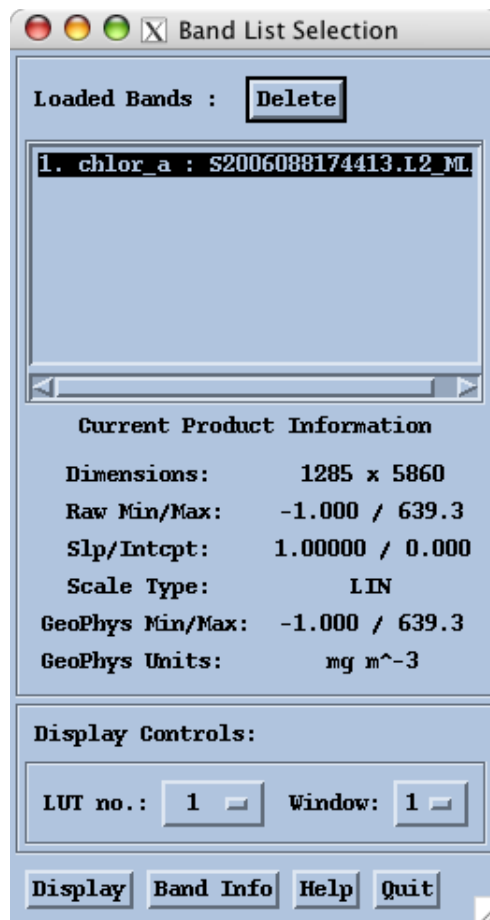 X Band List Selection
Loaded Bands : Delete
1. chlor_a : S2006088174413.L2_ML
Current Product Information
Dimensions: 1285 x 5860
Raw Min/Max: -1.000 / 639.3
Slp/Intcpt: 1.00000 / 0.000
Scale Type: LIN
GeoPhys Min/Max: -1.000 / 639.3
GeoPhys Units: mg m^-3
Display Controls:
LUT no.: 1 Window: 1
Display Band Info Help Quit